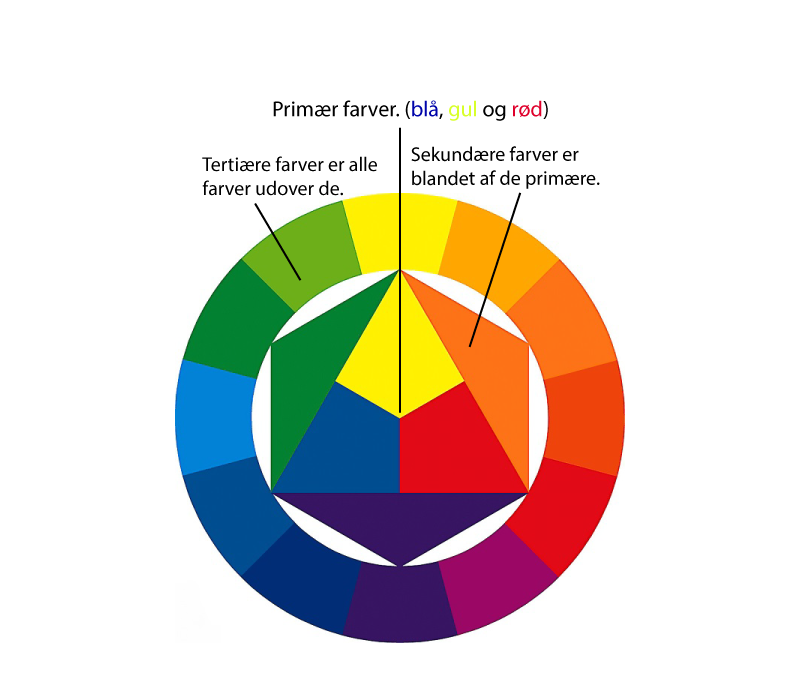 Primær farver. (blå, gul og rød)
Tertiære farver er alle
farver udover de.
Sekundære farver er
blandet af de primære.